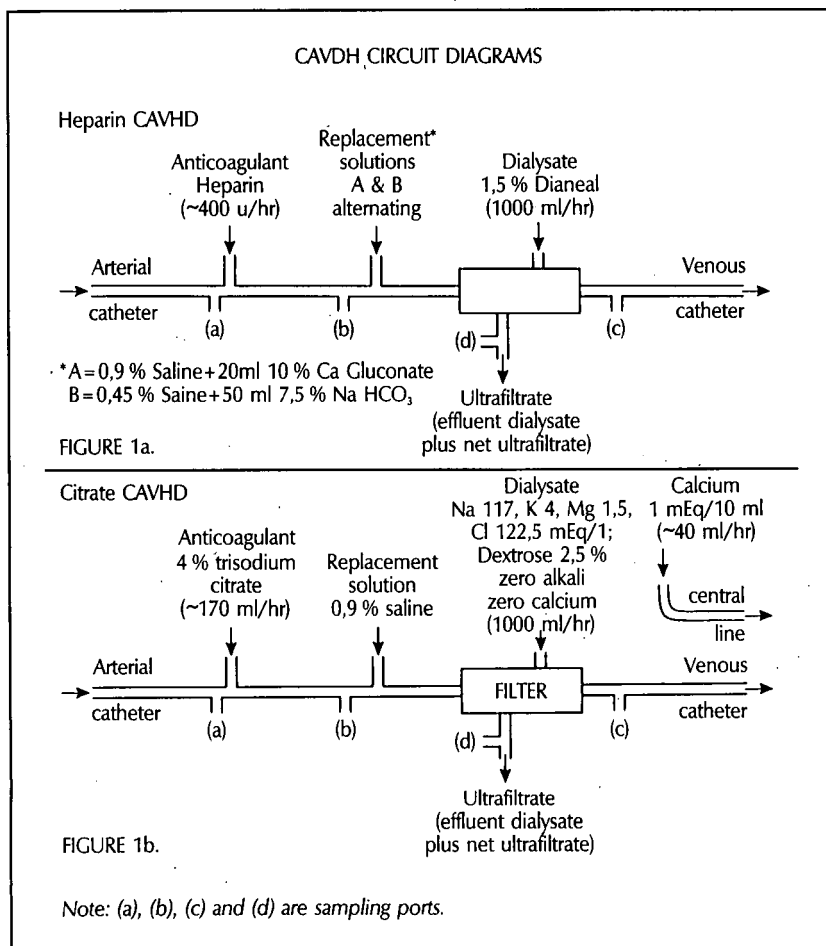 CAVDH CIRCUIT DIAGRAMS
Heparin CAVHD
Anticoagulant
Heparin
(~400 u/hr)
Replacement*
solutions
A & B
alternating
Dialysate
1,5 % Dianeal
(1000 ml/hr)
Arterial
catheter
(a)
(b)
(d)
(c)
Venous
catheter
*A=0,9 % Saline+20ml 10 % Ca Gluconate
B=0,45 % Saine+50 ml 7,5 % Na HCO₃
Ultrafiltrate
(effluent dialysate
plus net ultrafiltrate)
FIGURE 1a.
Citrate CAVHD
Anticoagulant
4 % trisodium
citrate
(~170 ml/hr)
Replacement
solution
0,9 % saline
Dialysate
Na 117, K 4, Mg 1,5,
Cl 122,5 mEq/1;
Dextrose 2,5 %
zero alkali
zero calcium
(1000 ml/hr)
Calcium
1 mEq/10 ml
(~40 ml/hr)
central
line
Arterial
catheter
(a)
(b)
FILTER
(d)
(c)
Venous
catheter
Ultrafiltrate
(effluent dialysate
plus net ultrafiltrate)
FIGURE 1b.
Note: (a), (b), (c) and (d) are sampling ports.